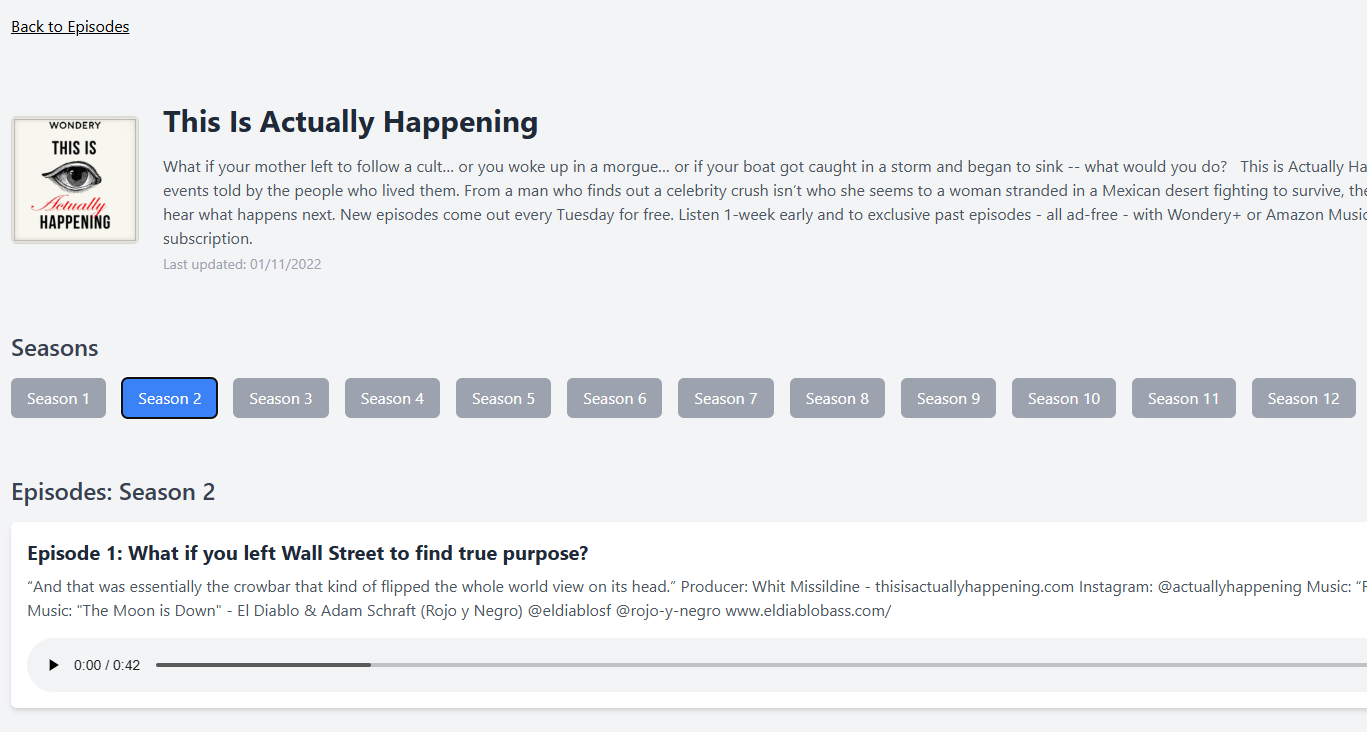 Back to Episodes
WONDERY
THIS IS
Actually
HAPPENING
This Is Actually Happening
What if your mother left to follow a cult... or you woke up in a morgue... or if your boat got caught in a storm and began to sink -- what would you do?   This is Actually Ha
events told by the people who lived them. From a man who finds out a celebrity crush isn’t who she seems to a woman stranded in a Mexican desert fighting to survive, the
hear what happens next. New episodes come out every Tuesday for free. Listen 1-week early and to exclusive past episodes - all ad-free - with Wondery+ or Amazon Music
subscription.
Last updated: 01/11/2022
Seasons
Season 1 Season 2 Season 3 Season 4 Season 5 Season 6 Season 7 Season 8 Season 9 Season 10 Season 11 Season 12
Episodes: Season 2
Episode 1: What if you left Wall Street to find true purpose?
“And that was essentially the crowbar that kind of flipped the whole world view on its head.” Producer: Whit Missildine - thisisactuallyhappening.com Instagram: @actuallyhappening Music: “
Music: "The Moon is Down" - El Diablo & Adam Schraft (Rojo y Negro) @eldiablosf @rojo-y-negro www.eldiablobass.com/
0:00 / 0:42